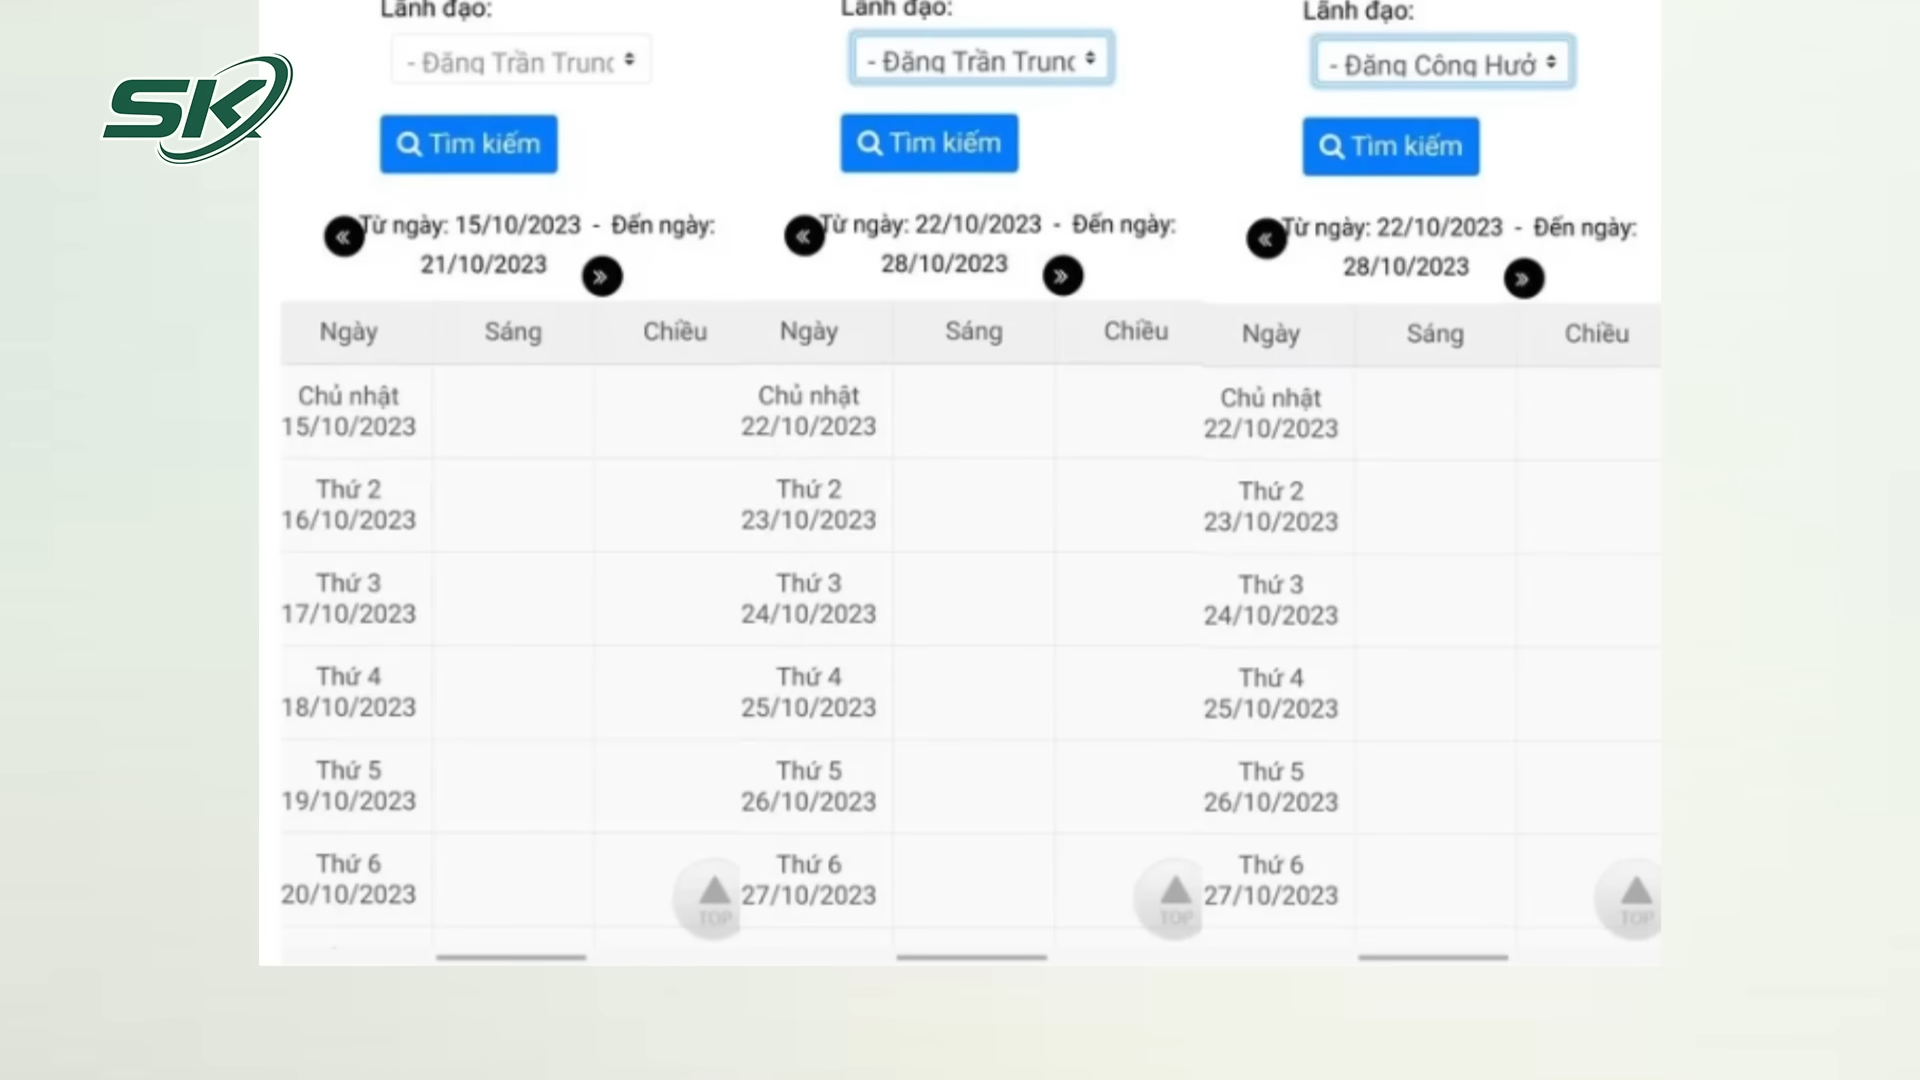 SK
Lãnh đạo:
- Đặng Trần Trung
Tìm kiếm
Từ ngày: 15/10/2023 - Đến ngày:
21/10/2023
Ngày Sáng Chiều
Chủ nhật
15/10/2023
Thứ 2
16/10/2023
Thứ 3
17/10/2023
Thứ 4
18/10/2023
Thứ 5
19/10/2023
Thứ 6
20/10/2023
TOP
Lãnh đạo:
- Đặng Trần Trung
Tìm kiếm
Từ ngày: 22/10/2023 - Đến ngày:
28/10/2023
Ngày Sáng Chiều
Chủ nhật
22/10/2023
Thứ 2
23/10/2023
Thứ 3
24/10/2023
Thứ 4
25/10/2023
Thứ 5
26/10/2023
Thứ 6
27/10/2023
TOP
Lãnh đạo:
- Đặng Công Hưở
Tìm kiếm
Từ ngày: 22/10/2023 - Đến ngày:
28/10/2023
Ngày Sáng Chiều
Chủ nhật
22/10/2023
Thứ 2
23/10/2023
Thứ 3
24/10/2023
Thứ 4
25/10/2023
Thứ 5
26/10/2023
Thứ 6
27/10/2023
TOP